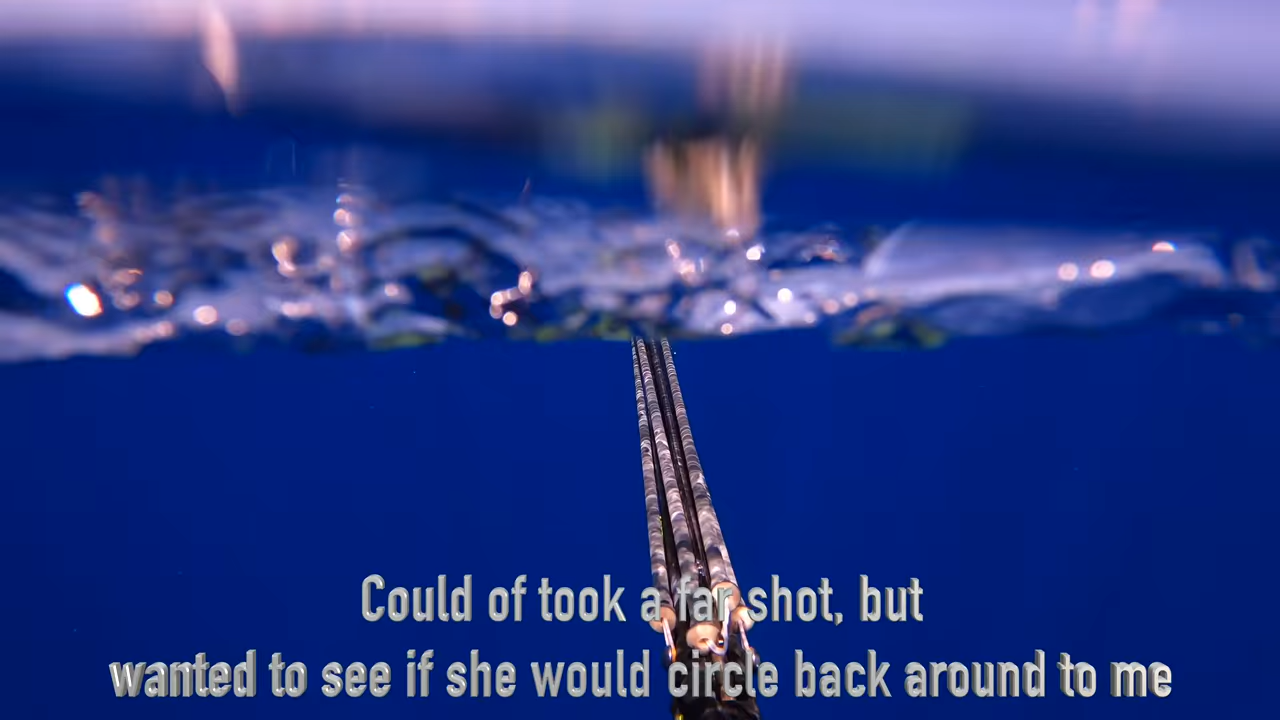 Could of took a far shot, but
wanted to see if she would circle back around to me